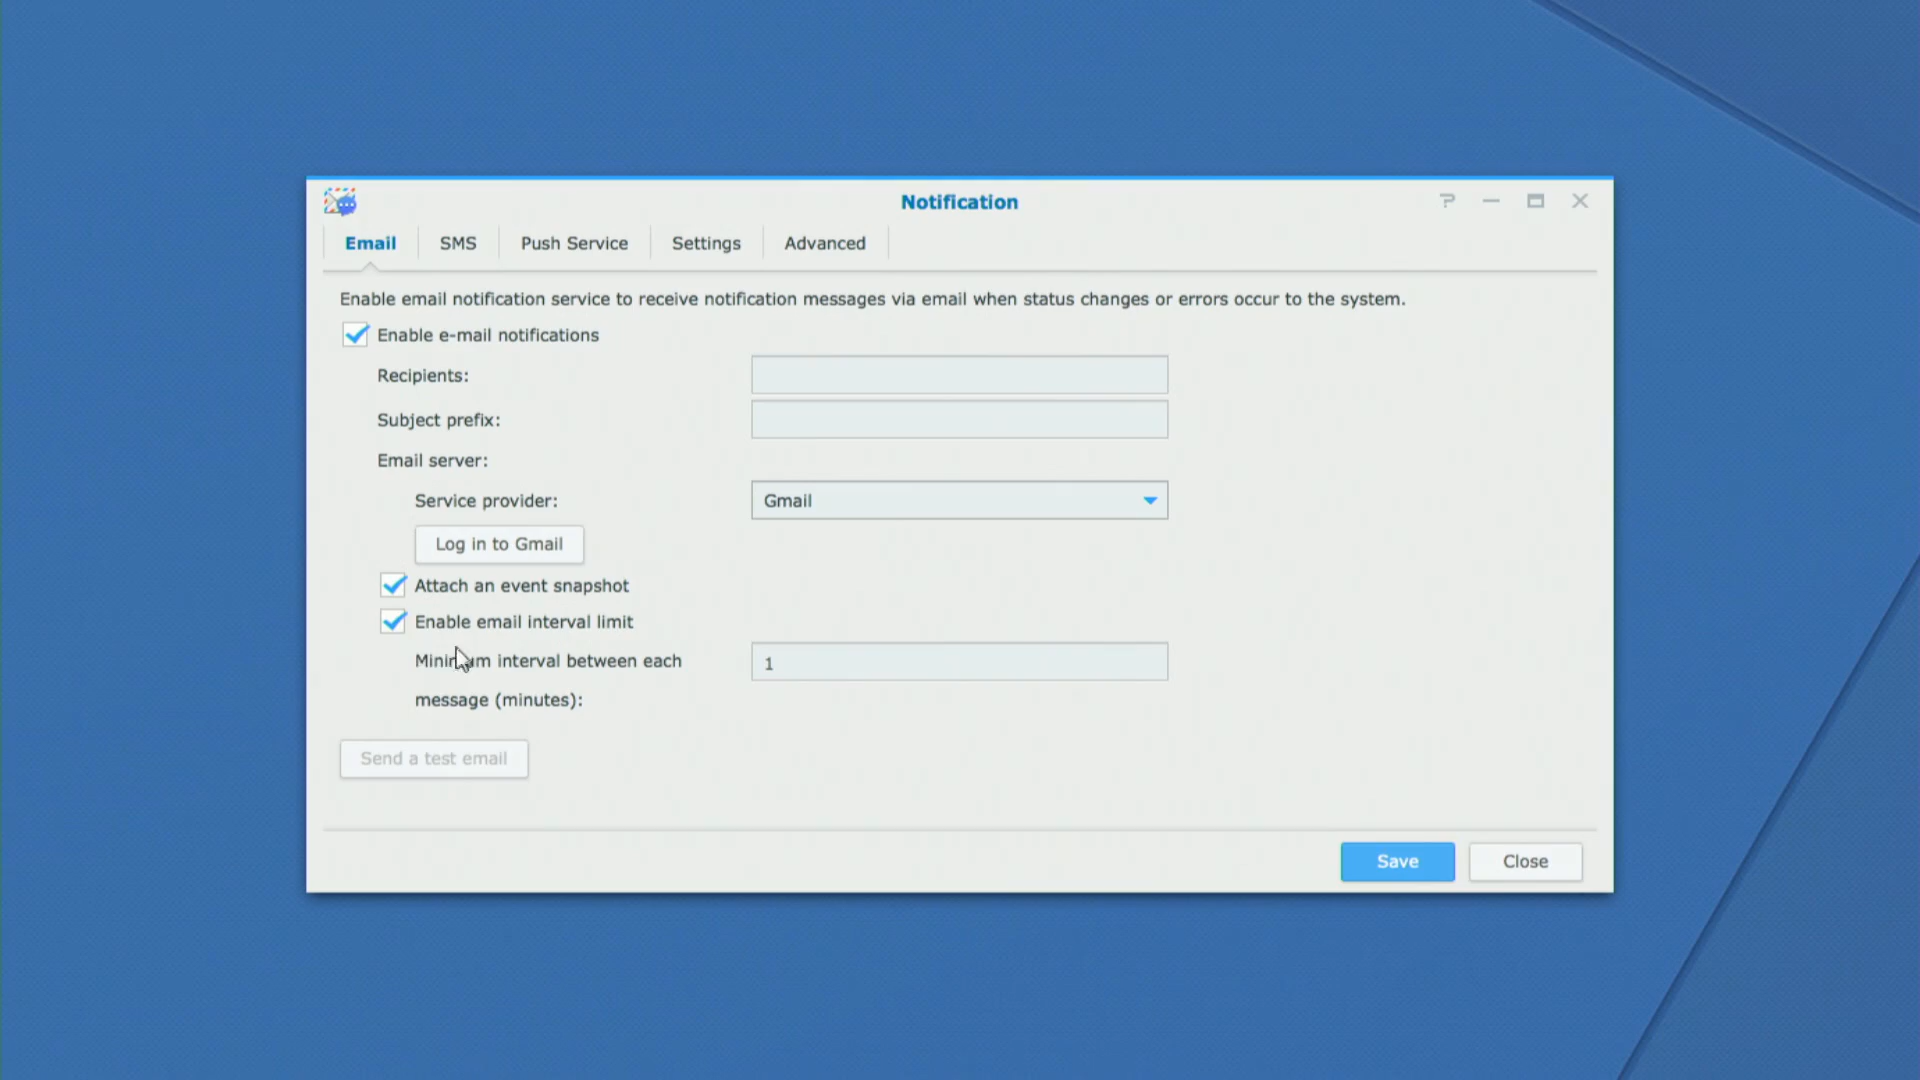 Notification
Email SMS Push Service Settings Advanced
Enable email notification service to receive notification messages via email when status changes or errors occur to the system.
Enable e-mail notifications
Recipients:
Subject prefix:
Email server:
Service provider: Gmail
Log in to Gmail
Attach an event snapshot
Enable email interval limit
Minimum interval between each 1
message (minutes):
Send a test email
Save Close